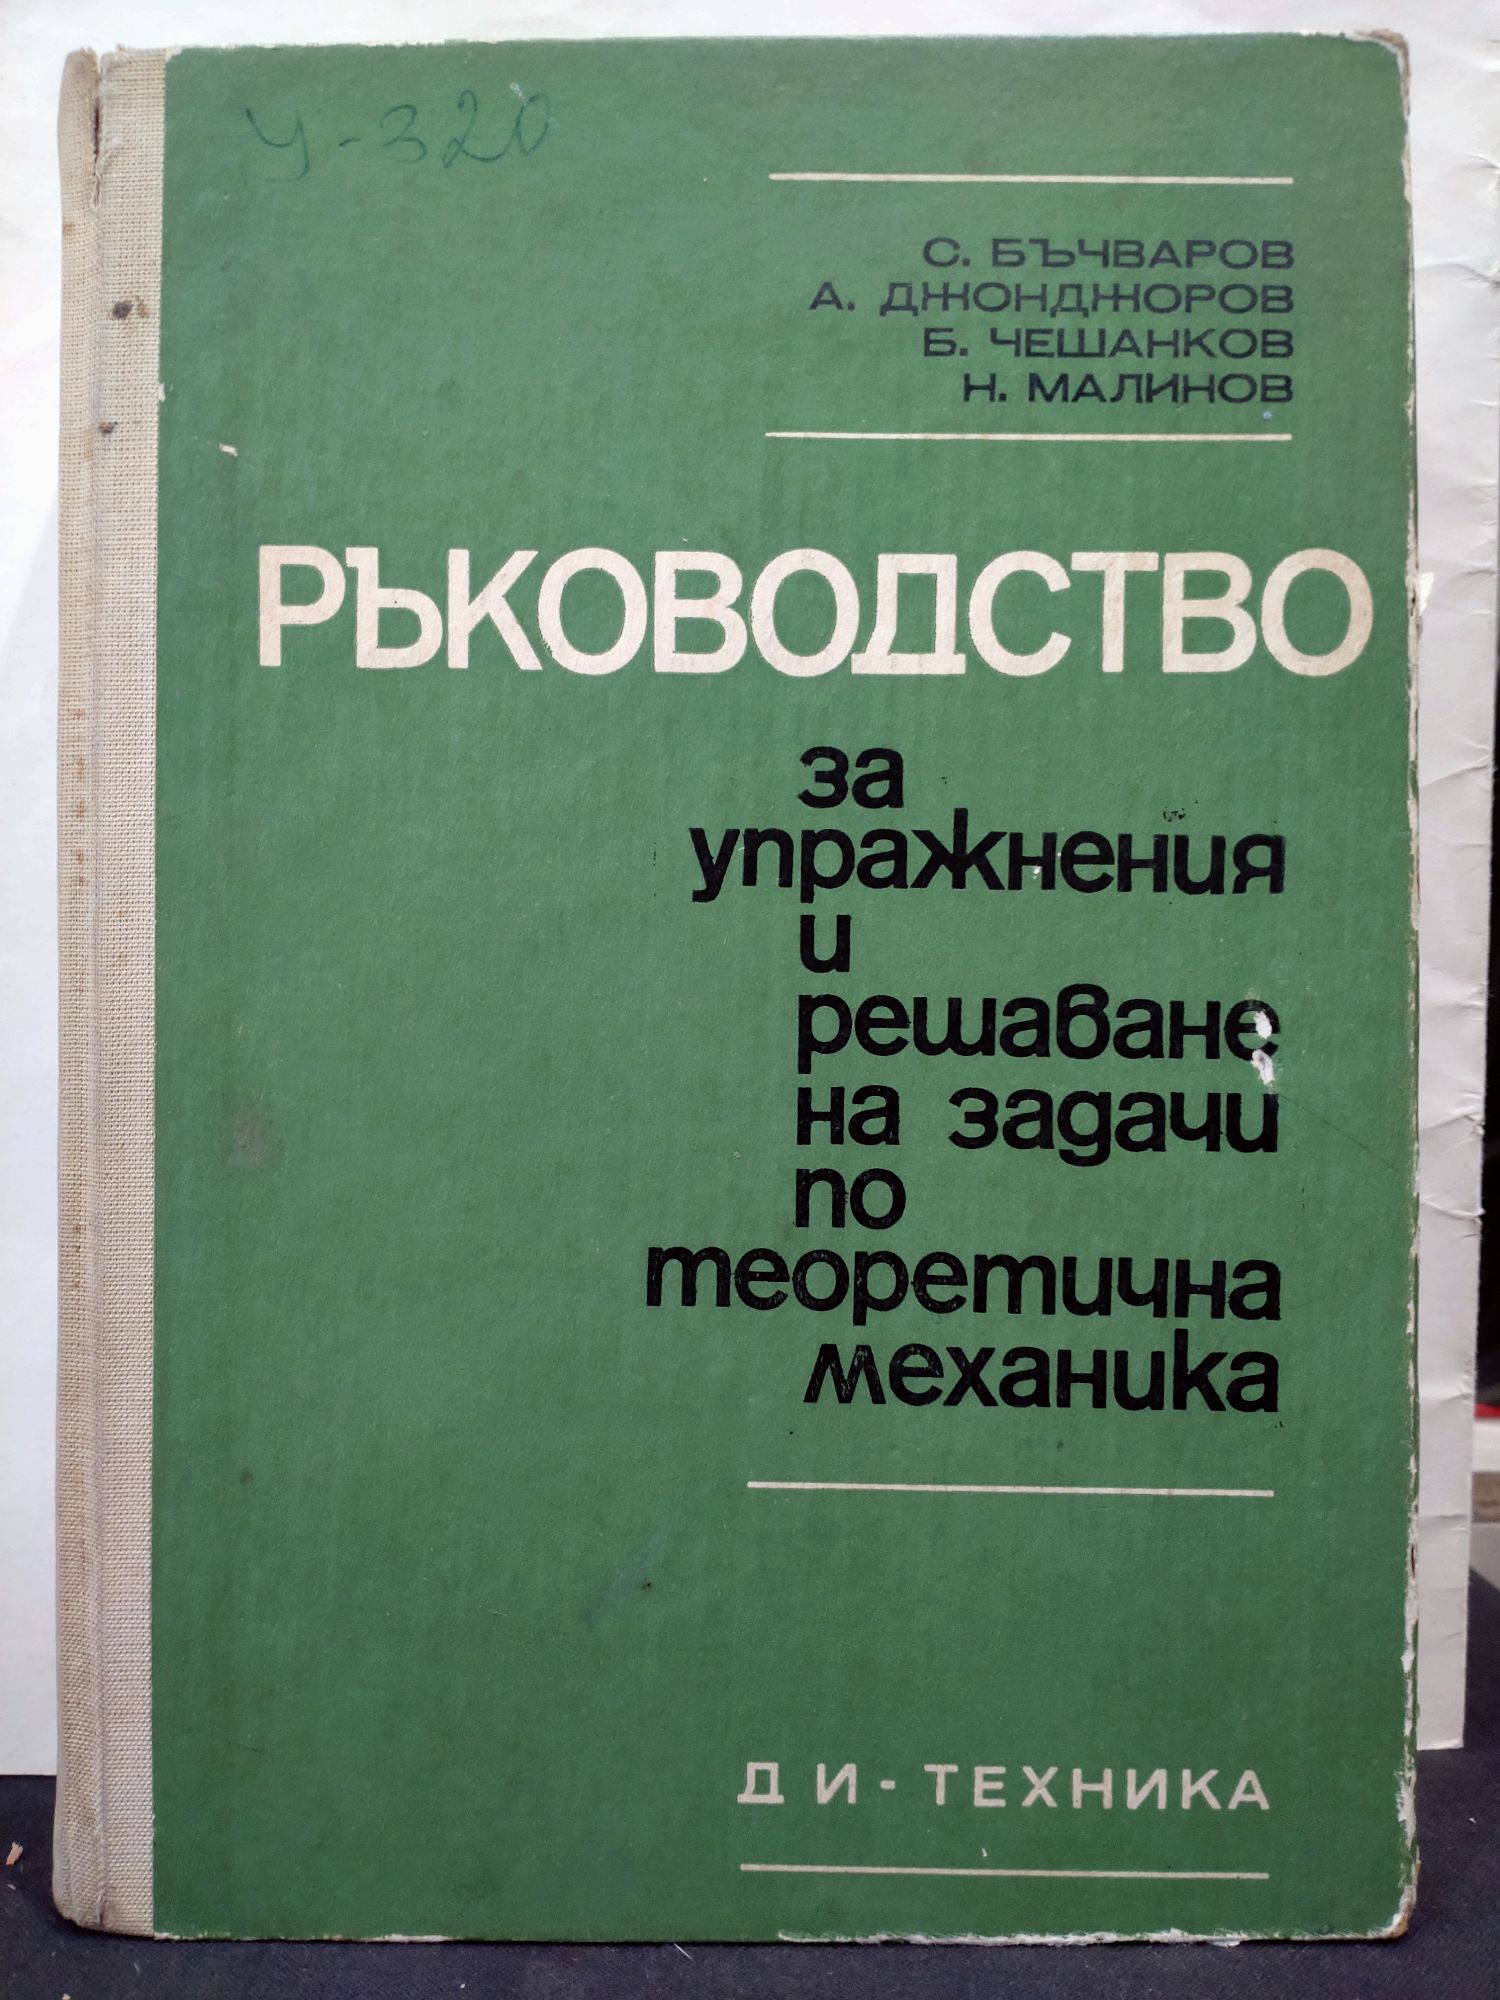 У-320
С. БЪЧВАРОВ
А. ДЖОНДЖОРОВ
Б. ЧЕШАНКОВ
Н. МАЛИНОВ
РЪКОВОДСТВО
за
упражнения
и
решаване
на задачи
по
теоретична
механика
ДИ-ТЕХНИКА